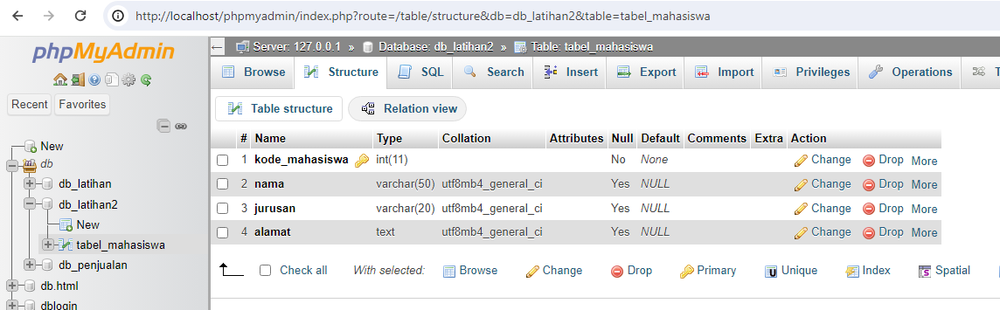 http://localhost/phpmyadmin/index.php?route=/table/structure&db=db_latihan2&table=tabel_mahasiswa
phpMyAdmin
Recent Favorites
New
db
db_latihan
db_latihan2
New
tabel_mahasiswa
db_penjualan
db.html
dblogin
Server: 127.0.0.1 » Database: db_latihan2 » Table: tabel_mahasiswa
Browse Structure SQL Search Insert Export Import Privileges Operations T
Table structure Relation view
# Name Type Collation Attributes Null Default Comments Extra Action
1 kode_mahasiswa int(11) No None Change Drop More
2 nama varchar(50) utf8mb4_general_ci Yes NULL Change Drop More
3 jurusan varchar(20) utf8mb4_general_ci Yes NULL Change Drop More
4 alamat text utf8mb4_general_ci Yes NULL Change Drop More
Check all With selected: Browse Change Drop Primary Unique Index Spatial